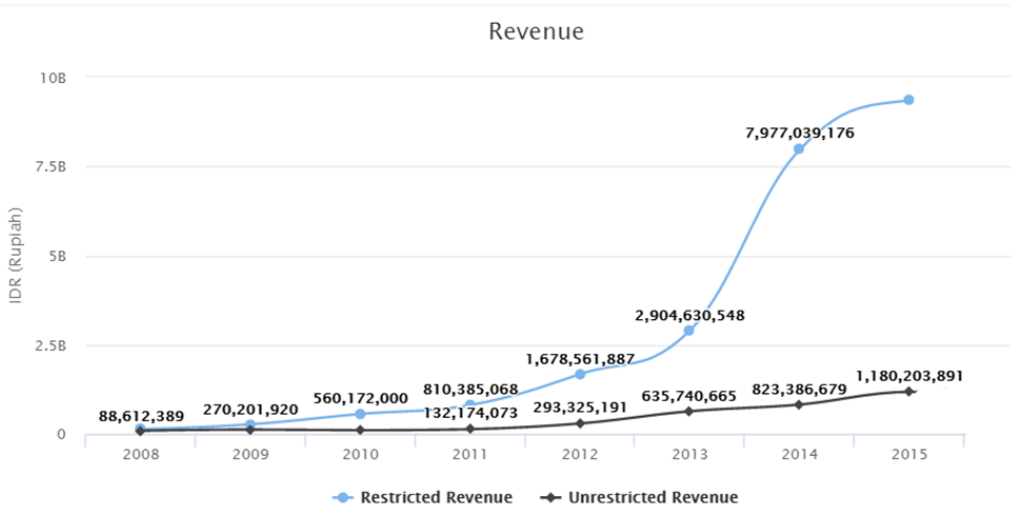 Revenue
10B
7.5B
5B
2.5B
0
IDR (Rupiah)
88,612,389
270,201,920
560,172,000
810,385,068
132,174,073
1,678,561,887
293,325,191
2,904,630,548
635,740,665
7,977,039,176
823,386,679
1,180,203,891
2008 2009 2010 2011 2012 2013 2014 2015
Restricted Revenue Unrestricted Revenue